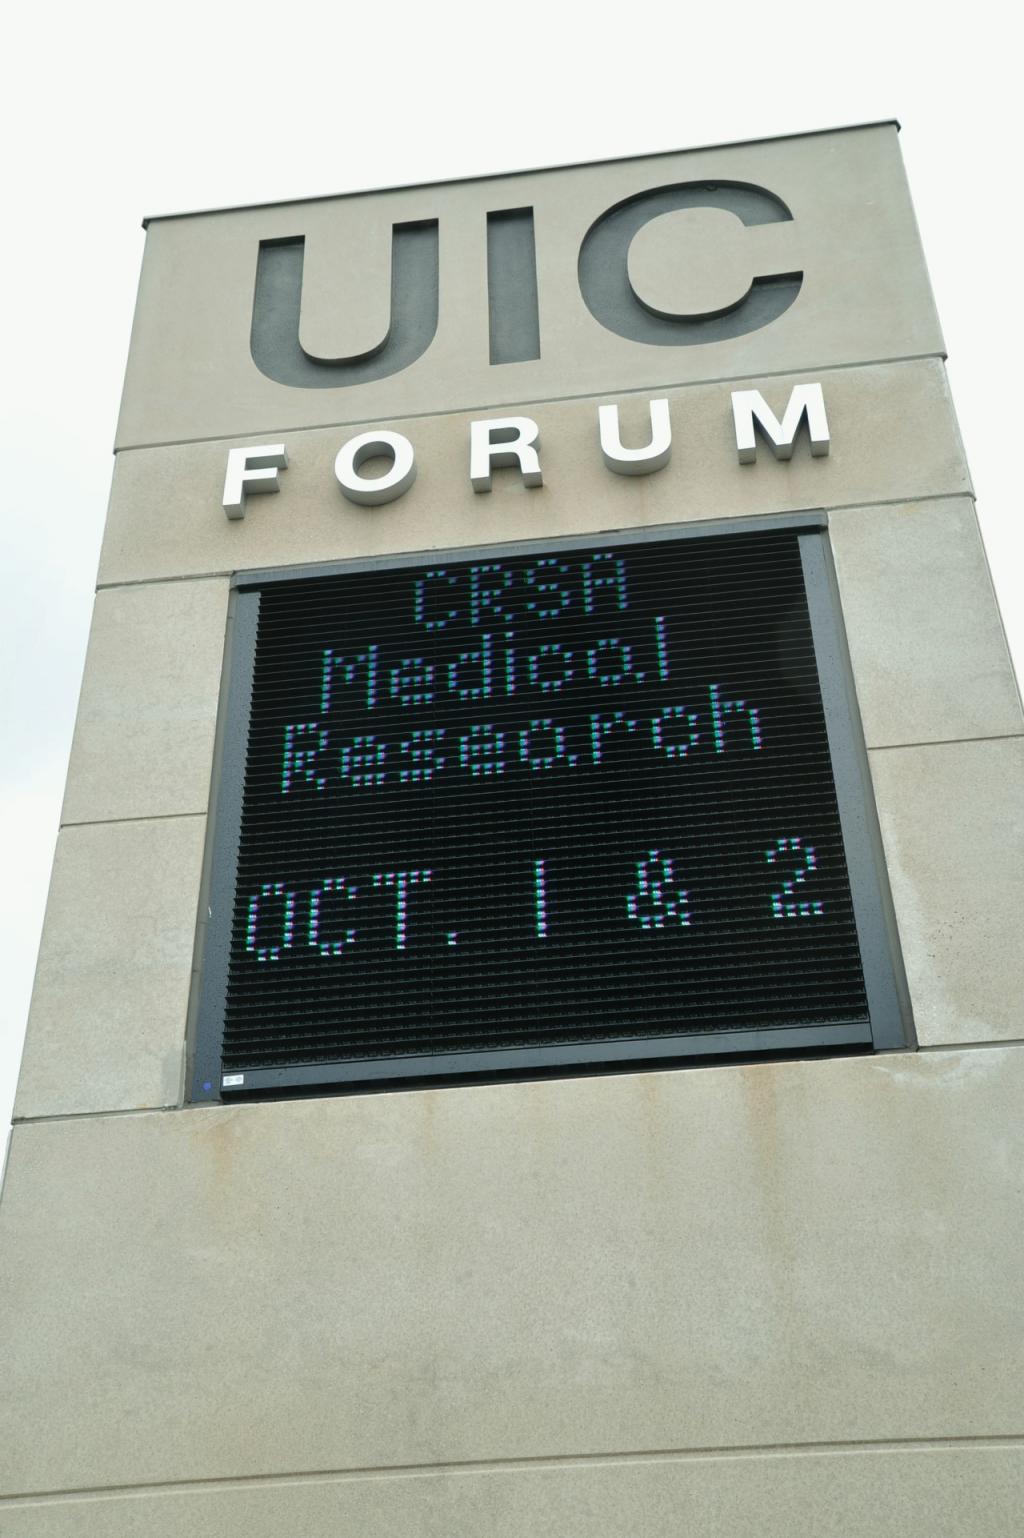 UIC
FORUM
CRSA
Medical
Research
OCT. 1 & 2